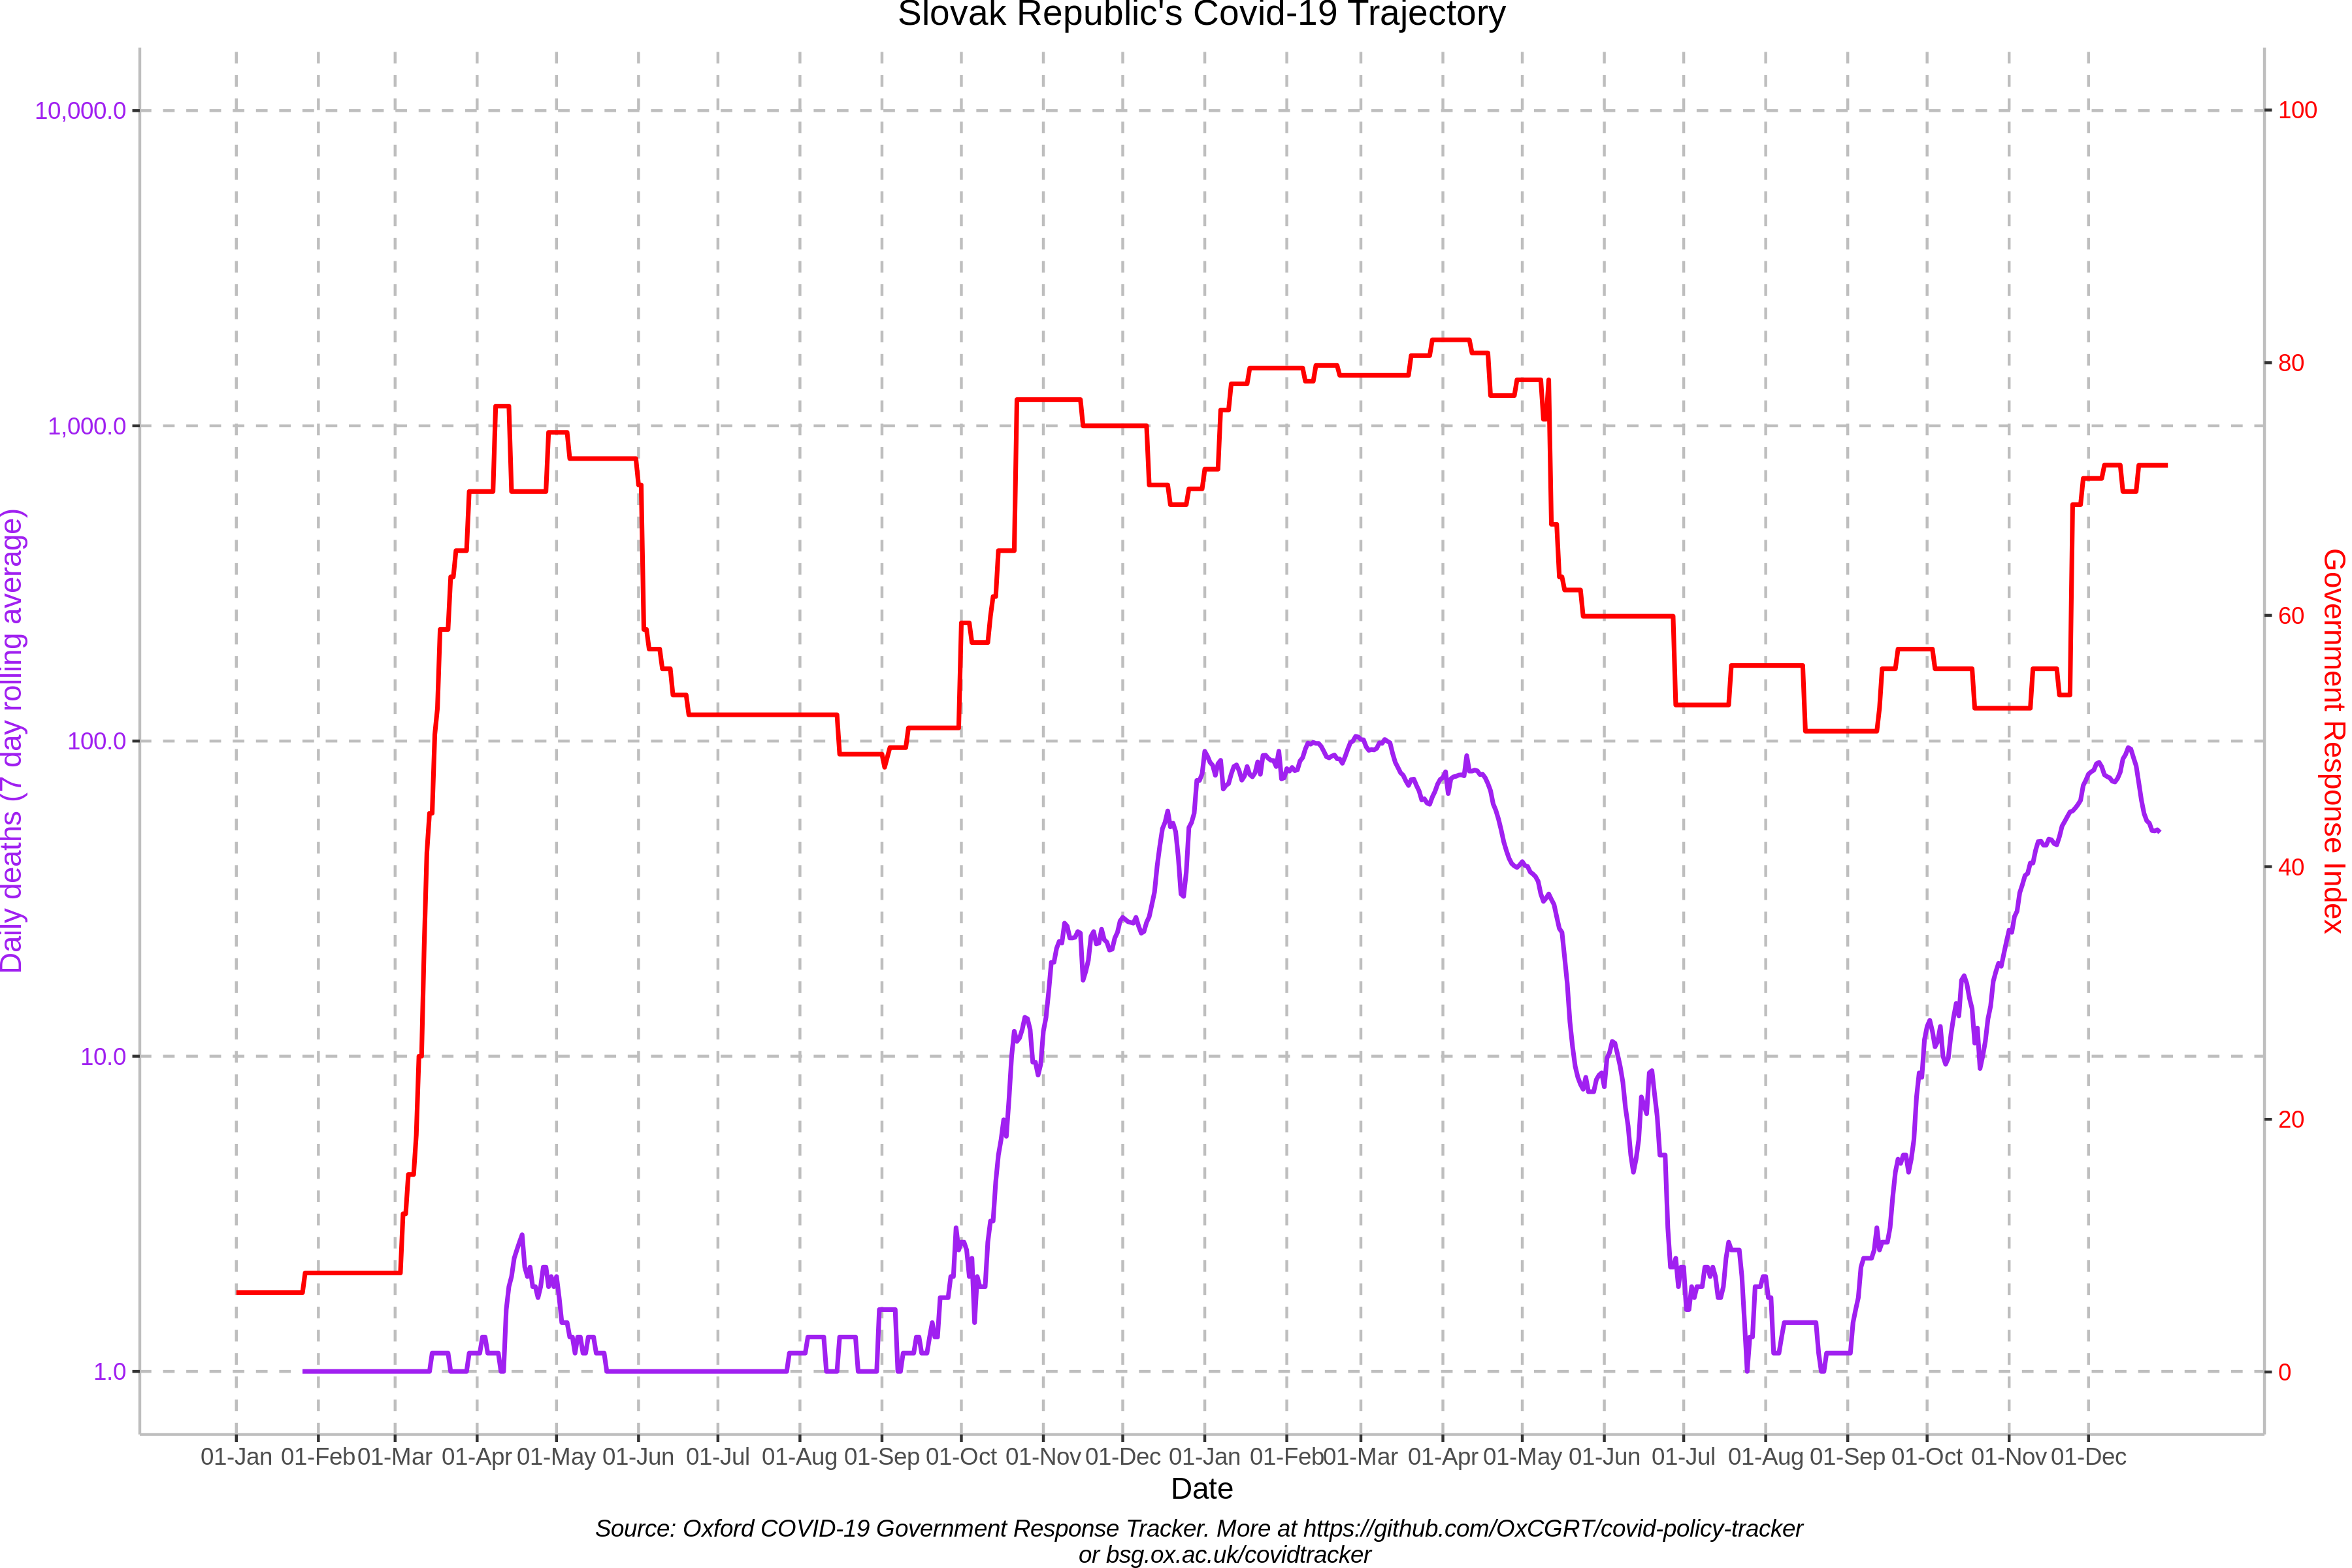 Slovak Republic's Covid-19 Trajectory
10,000.0
1,000.0
100.0
10.0
1.0
Daily deaths (7 day rolling average)
100
80
60
40
20
0
Government Response Index
01-Jan 01-Feb 01-Mar 01-Apr 01-May 01-Jun 01-Jul 01-Aug 01-Sep 01-Oct 01-Nov 01-Dec 01-Jan 01-Feb 01-Mar 01-Apr 01-May 01-Jun 01-Jul 01-Aug 01-Sep 01-Oct 01-Nov 01-Dec
Date
Source: Oxford COVID-19 Government Response Tracker. More at https://github.com/OxCGRT/covid-policy-tracker
or bsg.ox.ac.uk/covidtracker